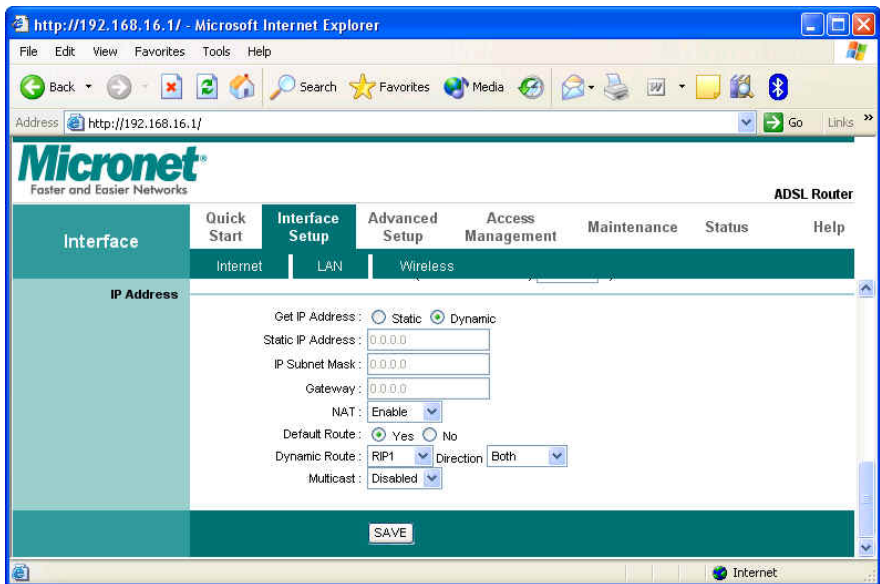 http://192.168.16.1/ - Microsoft Internet Explorer
File Edit View Favorites Tools Help
Back Search Favorites Media
Address http://192.168.16.1/ Go Links »
Micronet®
Faster and Easier Networks
ADSL Router
Interface
Quick Start Interface Setup Advanced Setup Access Management Maintenance Status Help
Internet LAN Wireless
IP Address
Get IP Address : Static Dynamic
Static IP Address : 0.0.0.0
IP Subnet Mask : 0.0.0.0
Gateway : 0.0.0.0
NAT : Enable
Default Route : Yes No
Dynamic Route : RIP1 Direction Both
Multicast : Disabled
SAVE
Internet